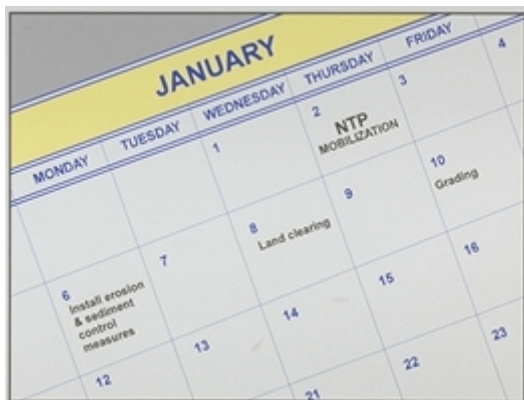 JANUARY
MONDAY TUESDAY WEDNESDAY THURSDAY FRIDAY
1 2 3 4
NTP
MOBILIZATION
6 7 8 9 10
Install erosion
& sediment
control
measures
Land clearing
Grading
12 13 14 15 16
21 22 23